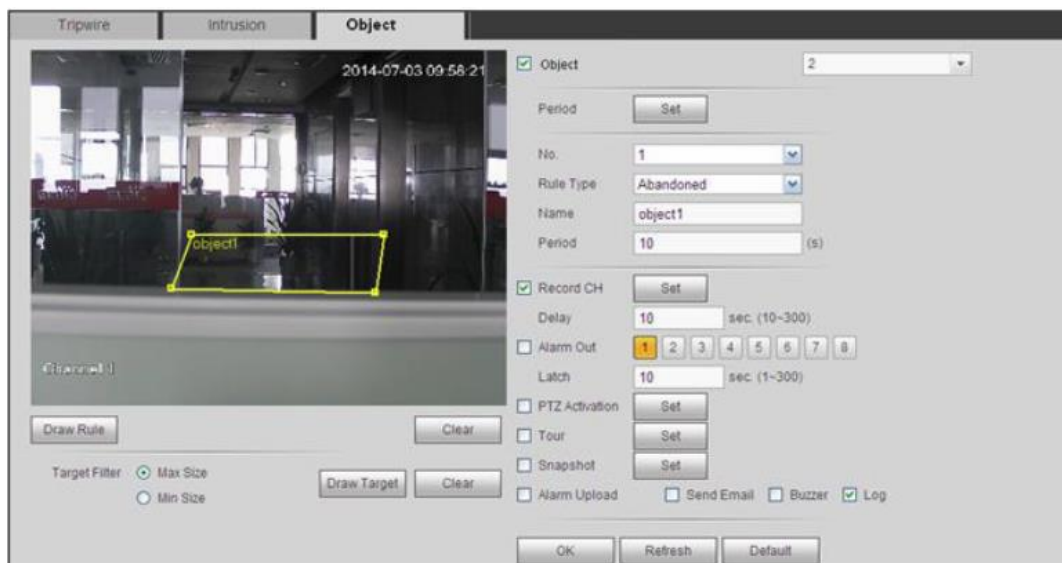 Tripwire Intrusion Object
2014-07-03 09:58:21
object1
Channel 1
Draw Rule Clear
Target Filter Max Size
Min Size
Draw Target Clear
Object 2
Period Set
No. 1
Rule Type Abandoned
Name object1
Period 10 (s)
Record CH Set
Delay 10 sec. (10~300)
Alarm Out 1 2 3 4 5 6 7 8
Latch 10 sec. (1~300)
PTZ Activation Set
Tour Set
Snapshot Set
Alarm Upload Send Email Buzzer Log
OK Refresh Default